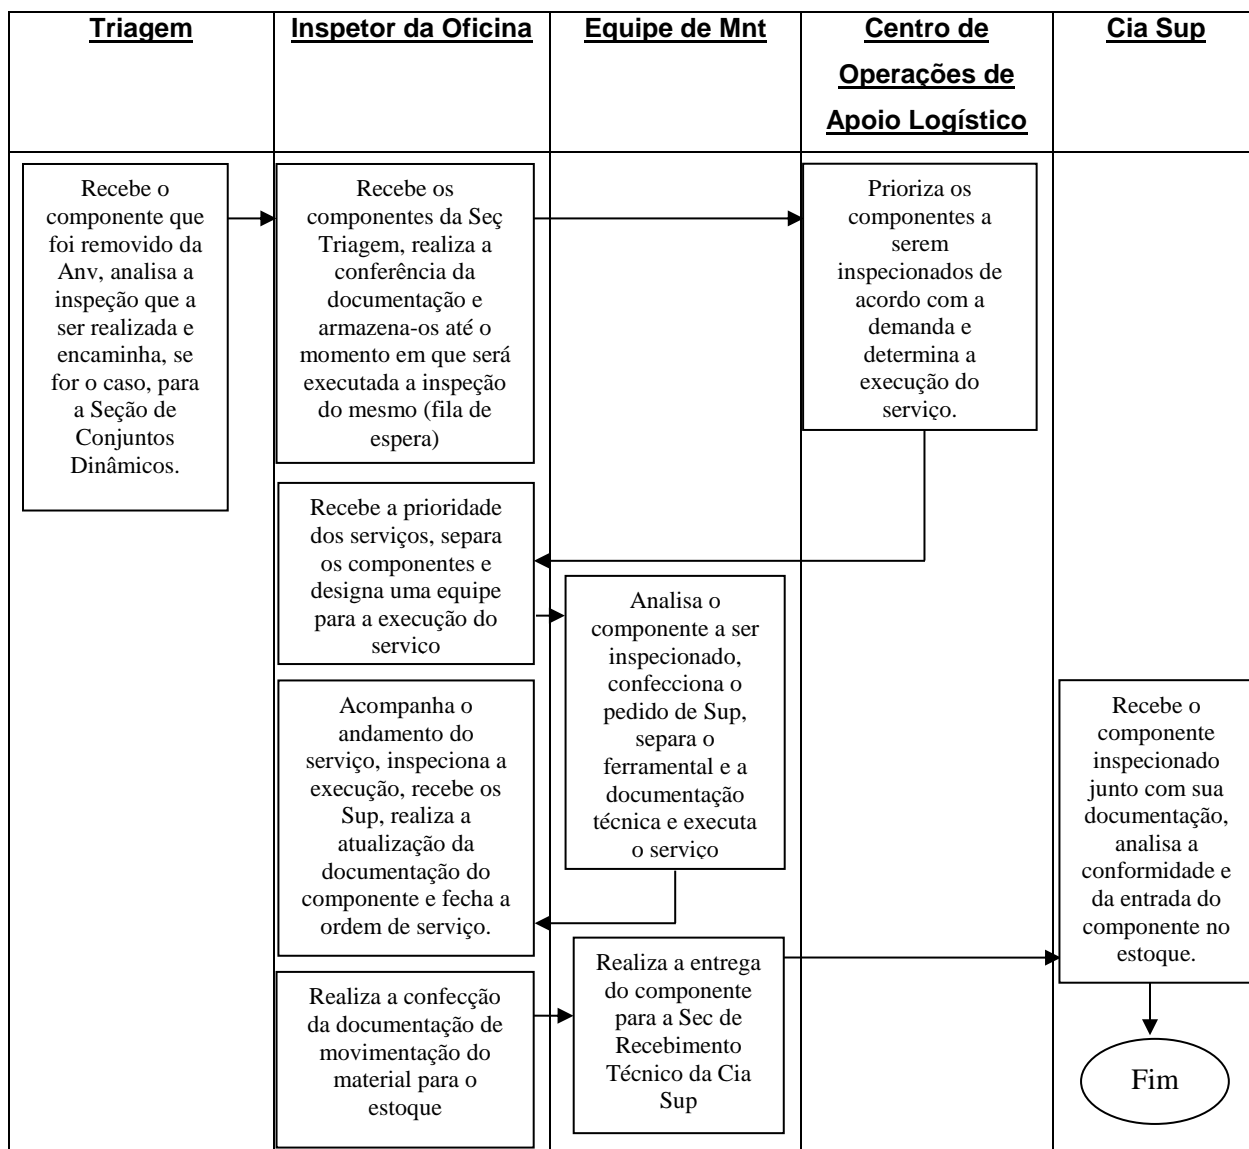 Triagem
Inspetor da Oficina
Equipe de Mnt
Centro de
Operações de
Apoio Logístico
Cia Sup
Recebe o
componente que
foi removido da
Anv, analisa a
inspeção que a
ser realizada e
encaminha, se
for o caso, para
a Seção de
Conjuntos
Dinâmicos.
Recebe os
componentes da Seç
Triagem, realiza a
conferência da
documentação e
armazena-os até o
momento em que será
executada a inspeção
do mesmo (fila de
espera)
Prioriza os
componentes a
serem
inspecionados de
acordo com a
demanda e
determina a
execução do
serviço.
Recebe a prioridade
dos serviços, separa
os componentes e
designa uma equipe
para a execução do
servico
Analisa o
componente a ser
inspecionado,
confecciona o
pedido de Sup,
separa o
ferramental e a
documentação
técnica e executa
o serviço
Acompanha o
andamento do
serviço, inspeciona a
execução, recebe os
Sup, realiza a
atualização da
documentação do
componente e fecha a
ordem de serviço.
Realiza a confecção
da documentação de
movimentação do
material para o
estoque
Realiza a entrega
do componente
para a Sec de
Recebimento
Técnico da Cia
Sup
Recebe o
componente
inspecionado
junto com sua
documentação,
analisa a
conformidade e
da entrada do
componente no
estoque.
Fim